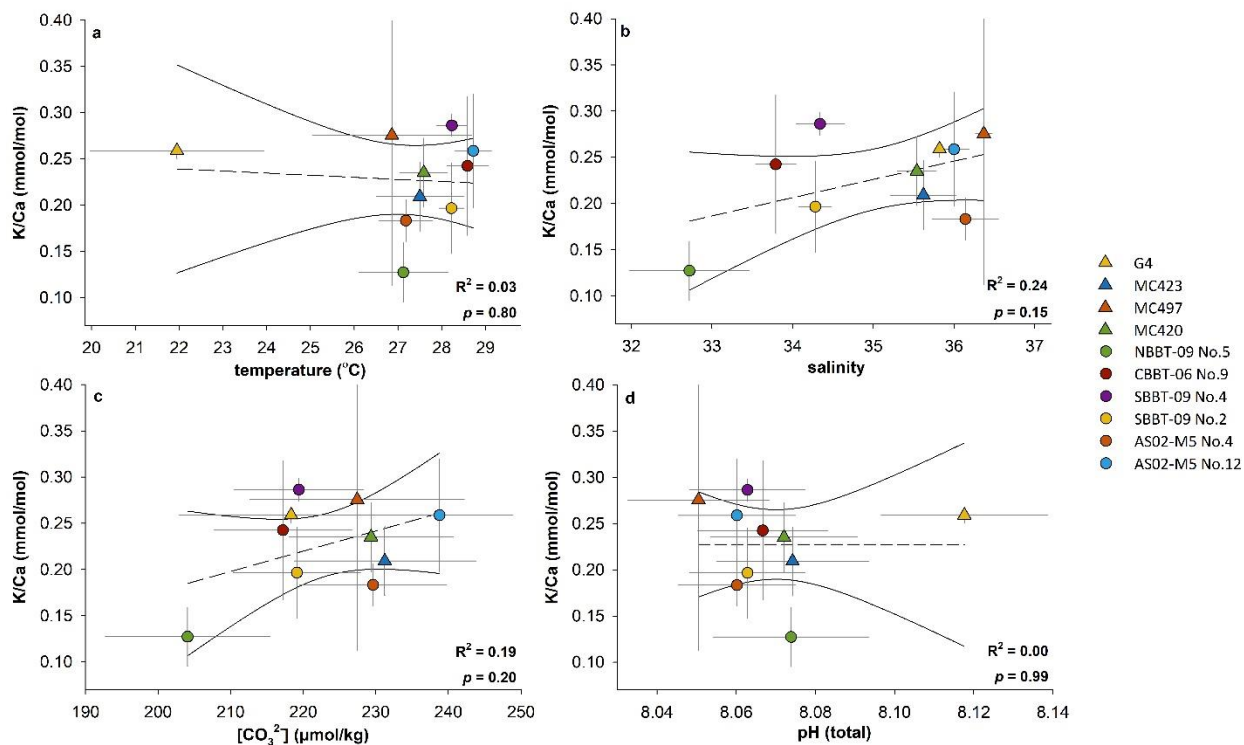 a
K/Ca (mmol/mol)
0.40
0.35
0.30
0.25
0.20
0.15
0.10
R² = 0.03
p = 0.80
20 21 22 23 24 25 26 27 28 29
temperature (°C)
b
K/Ca (mmol/mol)
0.40
0.35
0.30
0.25
0.20
0.15
0.10
R² = 0.24
p = 0.15
32 33 34 35 36 37
salinity
c
K/Ca (mmol/mol)
0.40
0.35
0.30
0.25
0.20
0.15
0.10
R² = 0.19
p = 0.20
190 200 210 220 230 240 250
[CO₃²⁻] (µmol/kg)
d
K/Ca (mmol/mol)
0.40
0.35
0.30
0.25
0.20
0.15
0.10
R² = 0.00
p = 0.99
8.04 8.06 8.08 8.10 8.12 8.14
pH (total)
G4
MC423
MC497
MC420
NBBT-09 No.5
CBBT-06 No.9
SBBT-09 No.4
SBBT-09 No.2
AS02-M5 No.4
AS02-M5 No.12